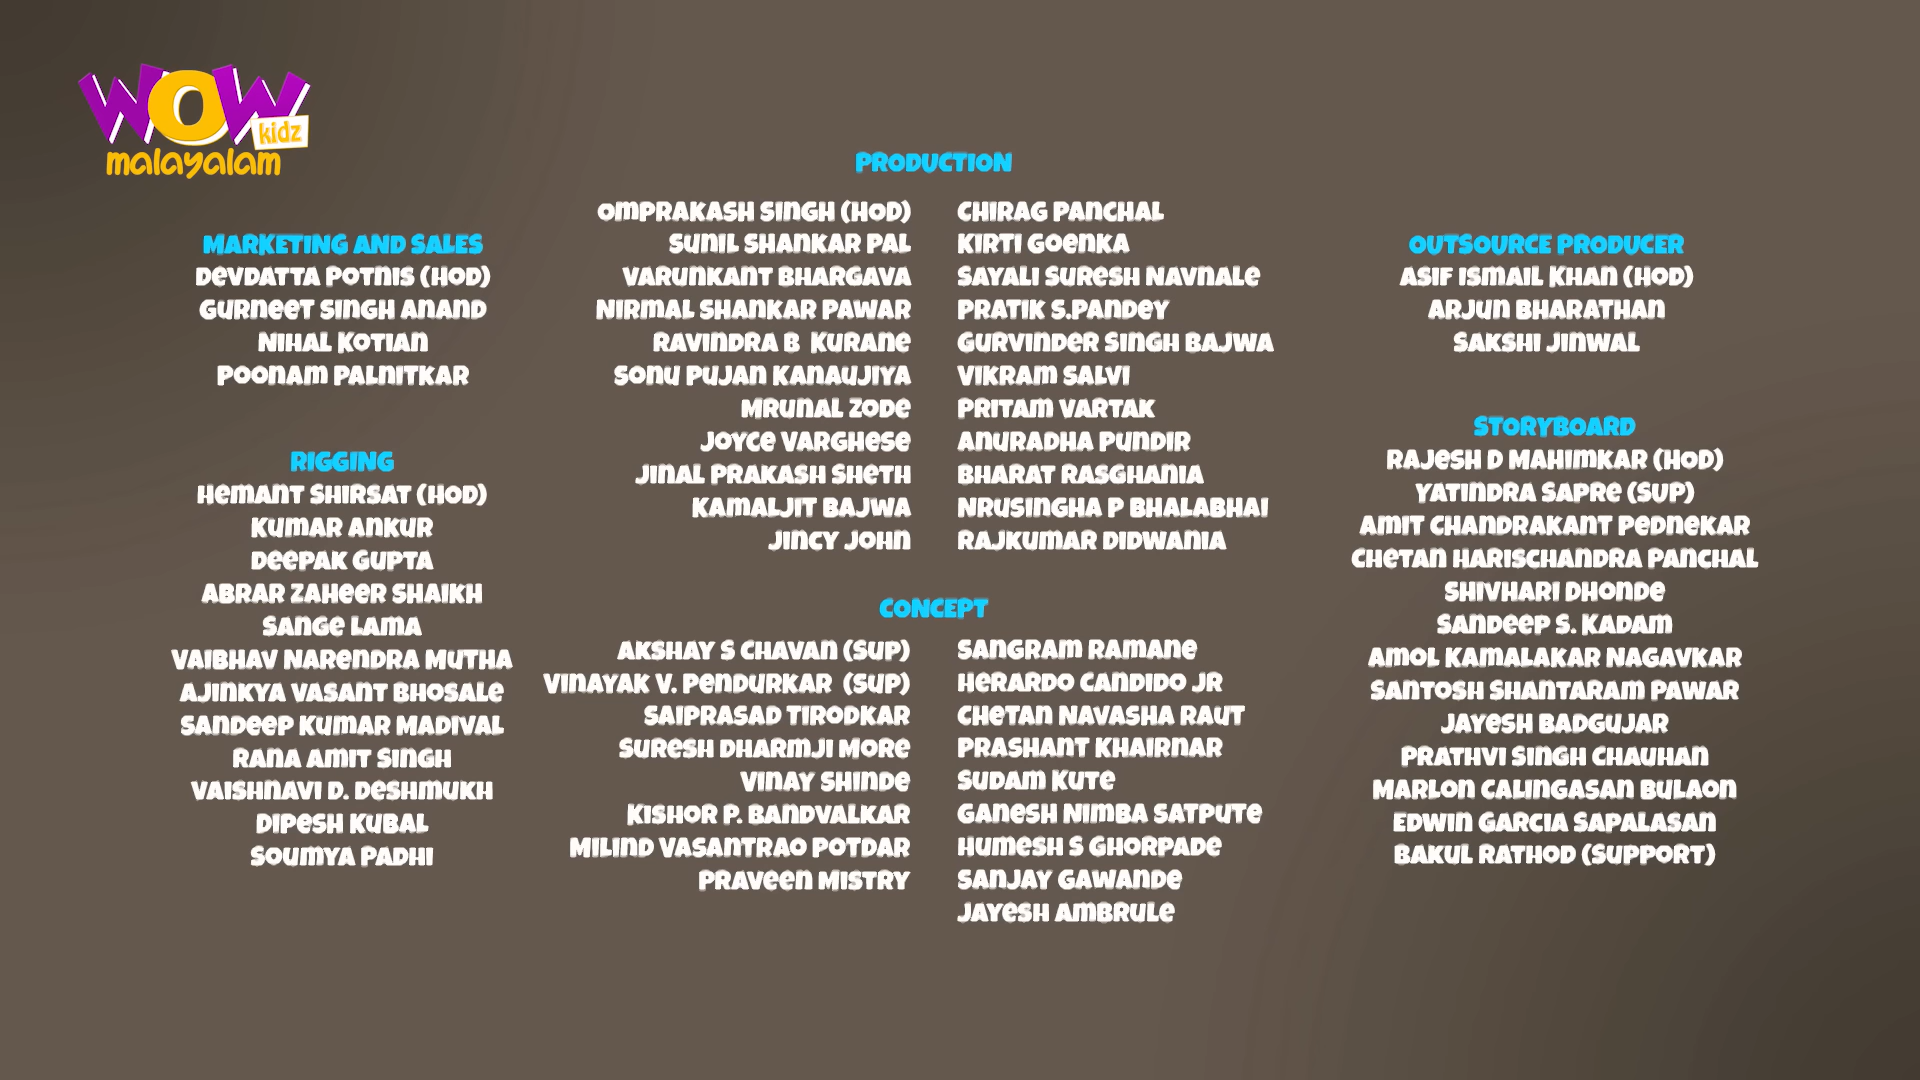 WOW
kidz
malayalam
MARKETING AND SALES
DEVDATTA POTNIS (HOD)
GURNEET SINGH ANAND
NIHAL KOTIAN
POONAM PALNITKAR
RIGGING
HEMANT SHIRSAT (HOD)
KUMAR ANKUR
DEEPAK GUPTA
ABRAR ZAHEER SHAIKH
SANGE LAMA
VAIBHAV NARENDRA MUTHA
AJINKYA VASANT BHOSALE
SANDEEP KUMAR MADIVAL
RANA AMIT SINGH
VAISHNAVI D. DESHMUKH
DIPESH KUBAL
SOUMYA PADHI
PRODUCTION
OMPRAKASH SINGH (HOD)
SUNIL SHANKAR PAL
VARUNKANT BHARGAVA
NIRMAL SHANKAR PAWAR
RAVINDRA B KURANE
SONU PUJAN KANAUJIYA
MRUNAL ZODE
JOYCE VARGHESE
JINAL PRAKASH SHETH
KAMALJIT BAJWA
JINCY JOHN
CHIRAG PANCHAL
KIRTI GOENKA
SAYALI SURESH NAVNALE
PRATIK S.PANDEY
GURVINDER SINGH BAJWA
VIKRAM SALVI
PRITAM VARTAK
ANURADHA PUNDIR
BHARAT RASGHANIA
NRUSINGHA P BHALABHAI
RAJKUMAR DIDWANIA
CONCEPT
AKSHAY S CHAVAN (SUP)
VINAYAK V. PENDURKAR (SUP)
SAIPRASAD TIRODKAR
SURESH DHARMJI MORE
VINAY SHINDE
KISHOR P. BANDVALKAR
MILIND VASANTRAO POTDAR
PRAVEEN MISTRY
SANGRAM RAMANE
HERARDO CANDIDO JR
CHETAN NAVASHA RAUT
PRASHANT KHAIRNAR
SUDAM KUTE
GANESH NIMBA SATPUTE
HUMESH S GHORPADE
SANJAY GAWANDE
JAYESH AMBRULE
OUTSOURCE PRODUCER
ASIF ISMAIL KHAN (HOD)
ARJUN BHARATHAN
SAKSHI JINWAL
STORYBOARD
RAJESH D MAHIMKAR (HOD)
YATINDRA SAPRE (SUP)
AMIT CHANDRAKANT PEDNEKAR
CHETAN HARISCHANDRA PANCHAL
SHIVHARI DHONDE
SANDEEP S. KADAM
AMOL KAMALAKAR NAGAVKAR
SANTOSH SHANTARAM PAWAR
JAYESH BADGUJAR
PRATHVI SINGH CHAUHAN
MARLON CALINGASAN BULAON
EDWIN GARCIA SAPALASAN
BAKUL RATHOD (SUPPORT)